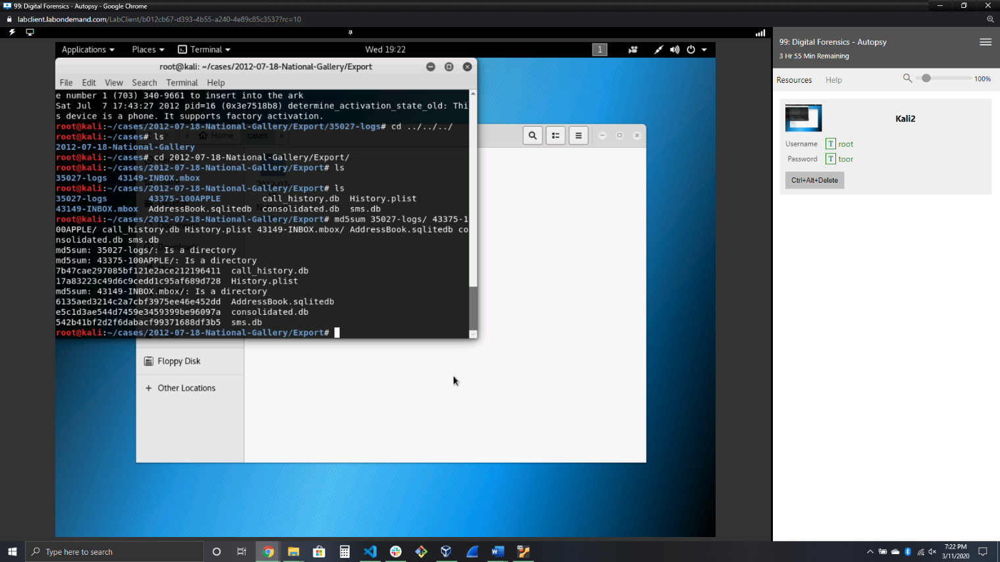 99: Digital Forensics - Autopsy - Google Chrome
labclient.labondemand.com/LabClient/b012cb67-d393-4b55-a240-4e89c85c3537?rc=10
Applications Places Terminal Wed 19:22 1
root@kali: ~/cases/2012-07-18-National-Gallery/Export
File Edit View Search Terminal Help
e number 1 (703) 340-9661 to insert into the ark
Sat Jul  7 17:43:27 2012 pid=16 (0x3e7518b8) determine_activation_state_old: Thi
s device is a phone. It supports factory activation.
root@kali:~/cases/2012-07-18-National-Gallery/Export/35027-logs# cd ../../../
root@kali:~/cases# ls
2012-07-18-National-Gallery
root@kali:~/cases# cd 2012-07-18-National-Gallery/Export/
root@kali:~/cases/2012-07-18-National-Gallery/Export# ls
35027-logs  43149-INBOX.mbox
root@kali:~/cases/2012-07-18-National-Gallery/Export# ls
35027-logs        43375-100APPLE        call_history.db  History.plist
43149-INBOX.mbox  AddressBook.sqlitedb  consolidated.db  sms.db
root@kali:~/cases/2012-07-18-National-Gallery/Export# md5sum 35027-logs/ 43375-1
00APPLE/ call_history.db History.plist 43149-INBOX.mbox/ AddressBook.sqlitedb co
nsolidated.db sms.db
md5sum: 35027-logs/: Is a directory
md5sum: 43375-100APPLE/: Is a directory
7b47cae297085bf121e2ace212196411  call_history.db
17a83223c49d6c9cedd1c95af689d728  History.plist
md5sum: 43149-INBOX.mbox/: Is a directory
6135aed3214c2a7cbf3975ee46e452dd  AddressBook.sqlitedb
e5c1d3ae544d7459e3459399be96097a  consolidated.db
542b41bf2d2f6dabacf99371688df3b5  sms.db
root@kali:~/cases/2012-07-18-National-Gallery/Export#
Home cases
Floppy Disk
+ Other Locations
99: Digital Forensics - Autopsy
3 Hr 55 Min Remaining
Resources Help 100%
Kali2
Username T root
Password T toor
Ctrl+Alt+Delete
Type here to search
7:22 PM
3/11/2020